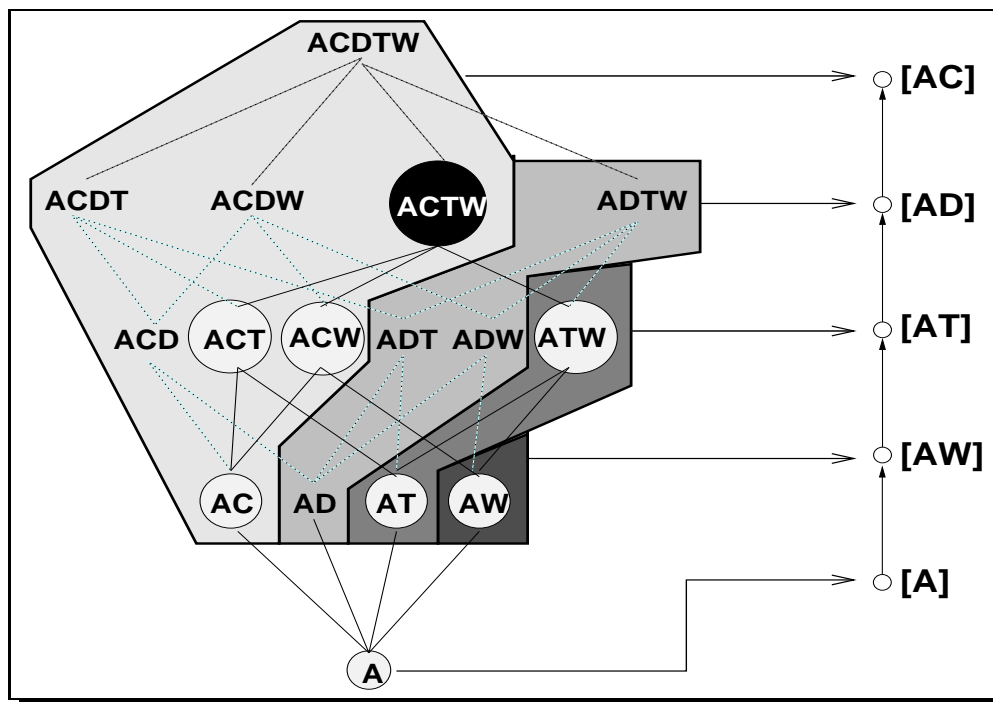 ACDTW
[AC]
ACDT ACDW ACTW ADTW [AD]
ACD ACT ACW ADT ADW ATW [AT]
[AW]
AC AD AT AW
[A]
A